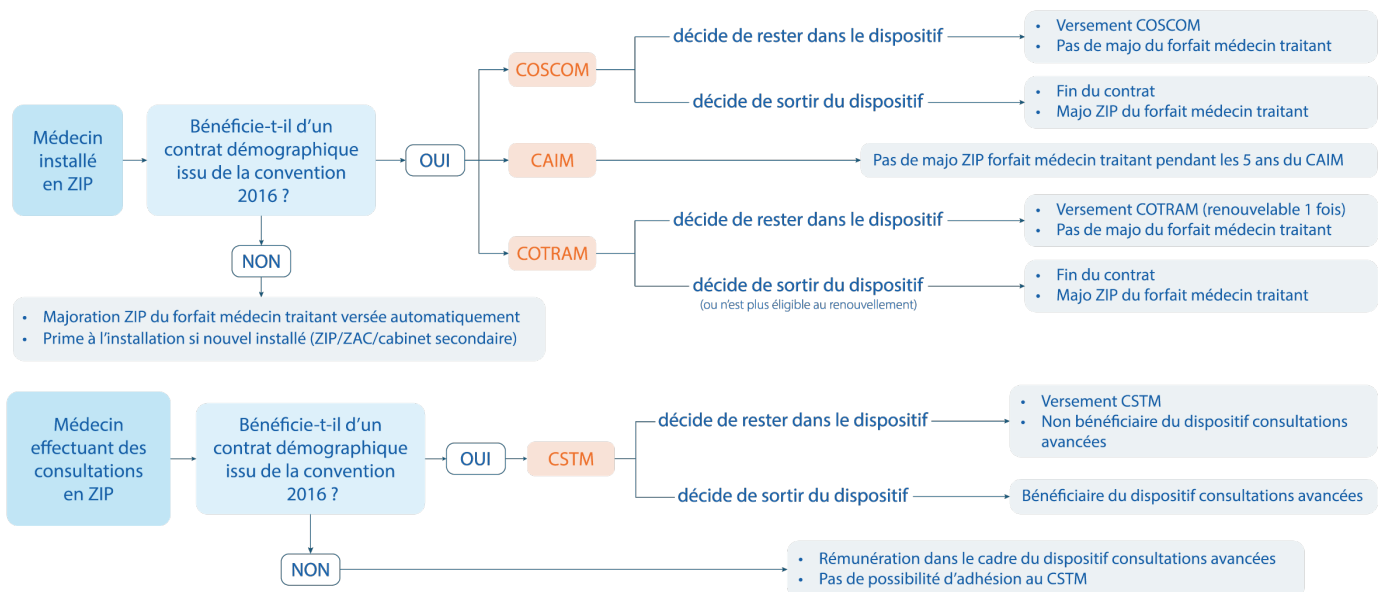 Médecin
installé
en ZIP
Bénéficie-t-il d’un
contrat démographique
issu de la convention
2016 ?
OUI
COSCOM
décide de rester dans le dispositif
• Versement COSCOM
• Pas de majo du forfait médecin traitant
décide de sortir du dispositif
• Fin du contrat
• Majo ZIP du forfait médecin traitant
CAIM
Pas de majo ZIP forfait médecin traitant pendant les 5 ans du CAIM
COTRAM
décide de rester dans le dispositif
• Versement COTRAM (renouvelable 1 fois)
• Pas de majo du forfait médecin traitant
décide de sortir du dispositif
(ou n’est plus éligible au renouvellement)
• Fin du contrat
• Majo ZIP du forfait médecin traitant
NON
• Majoration ZIP du forfait médecin traitant versée automatiquement
• Prime à l’installation si nouvel installé (ZIP/ZAC/cabinet secondaire)
Médecin
effectuant des
consultations
en ZIP
Bénéficie-t-il d’un
contrat démographique
issu de la convention
2016 ?
OUI
CSTM
décide de rester dans le dispositif
• Versement CSTM
• Non bénéficiaire du dispositif consultations
avancées
décide de sortir du dispositif
Bénéficiaire du dispositif consultations avancées
NON
• Rémunération dans le cadre du dispositif consultations avancées
• Pas de possibilité d’adhésion au CSTM